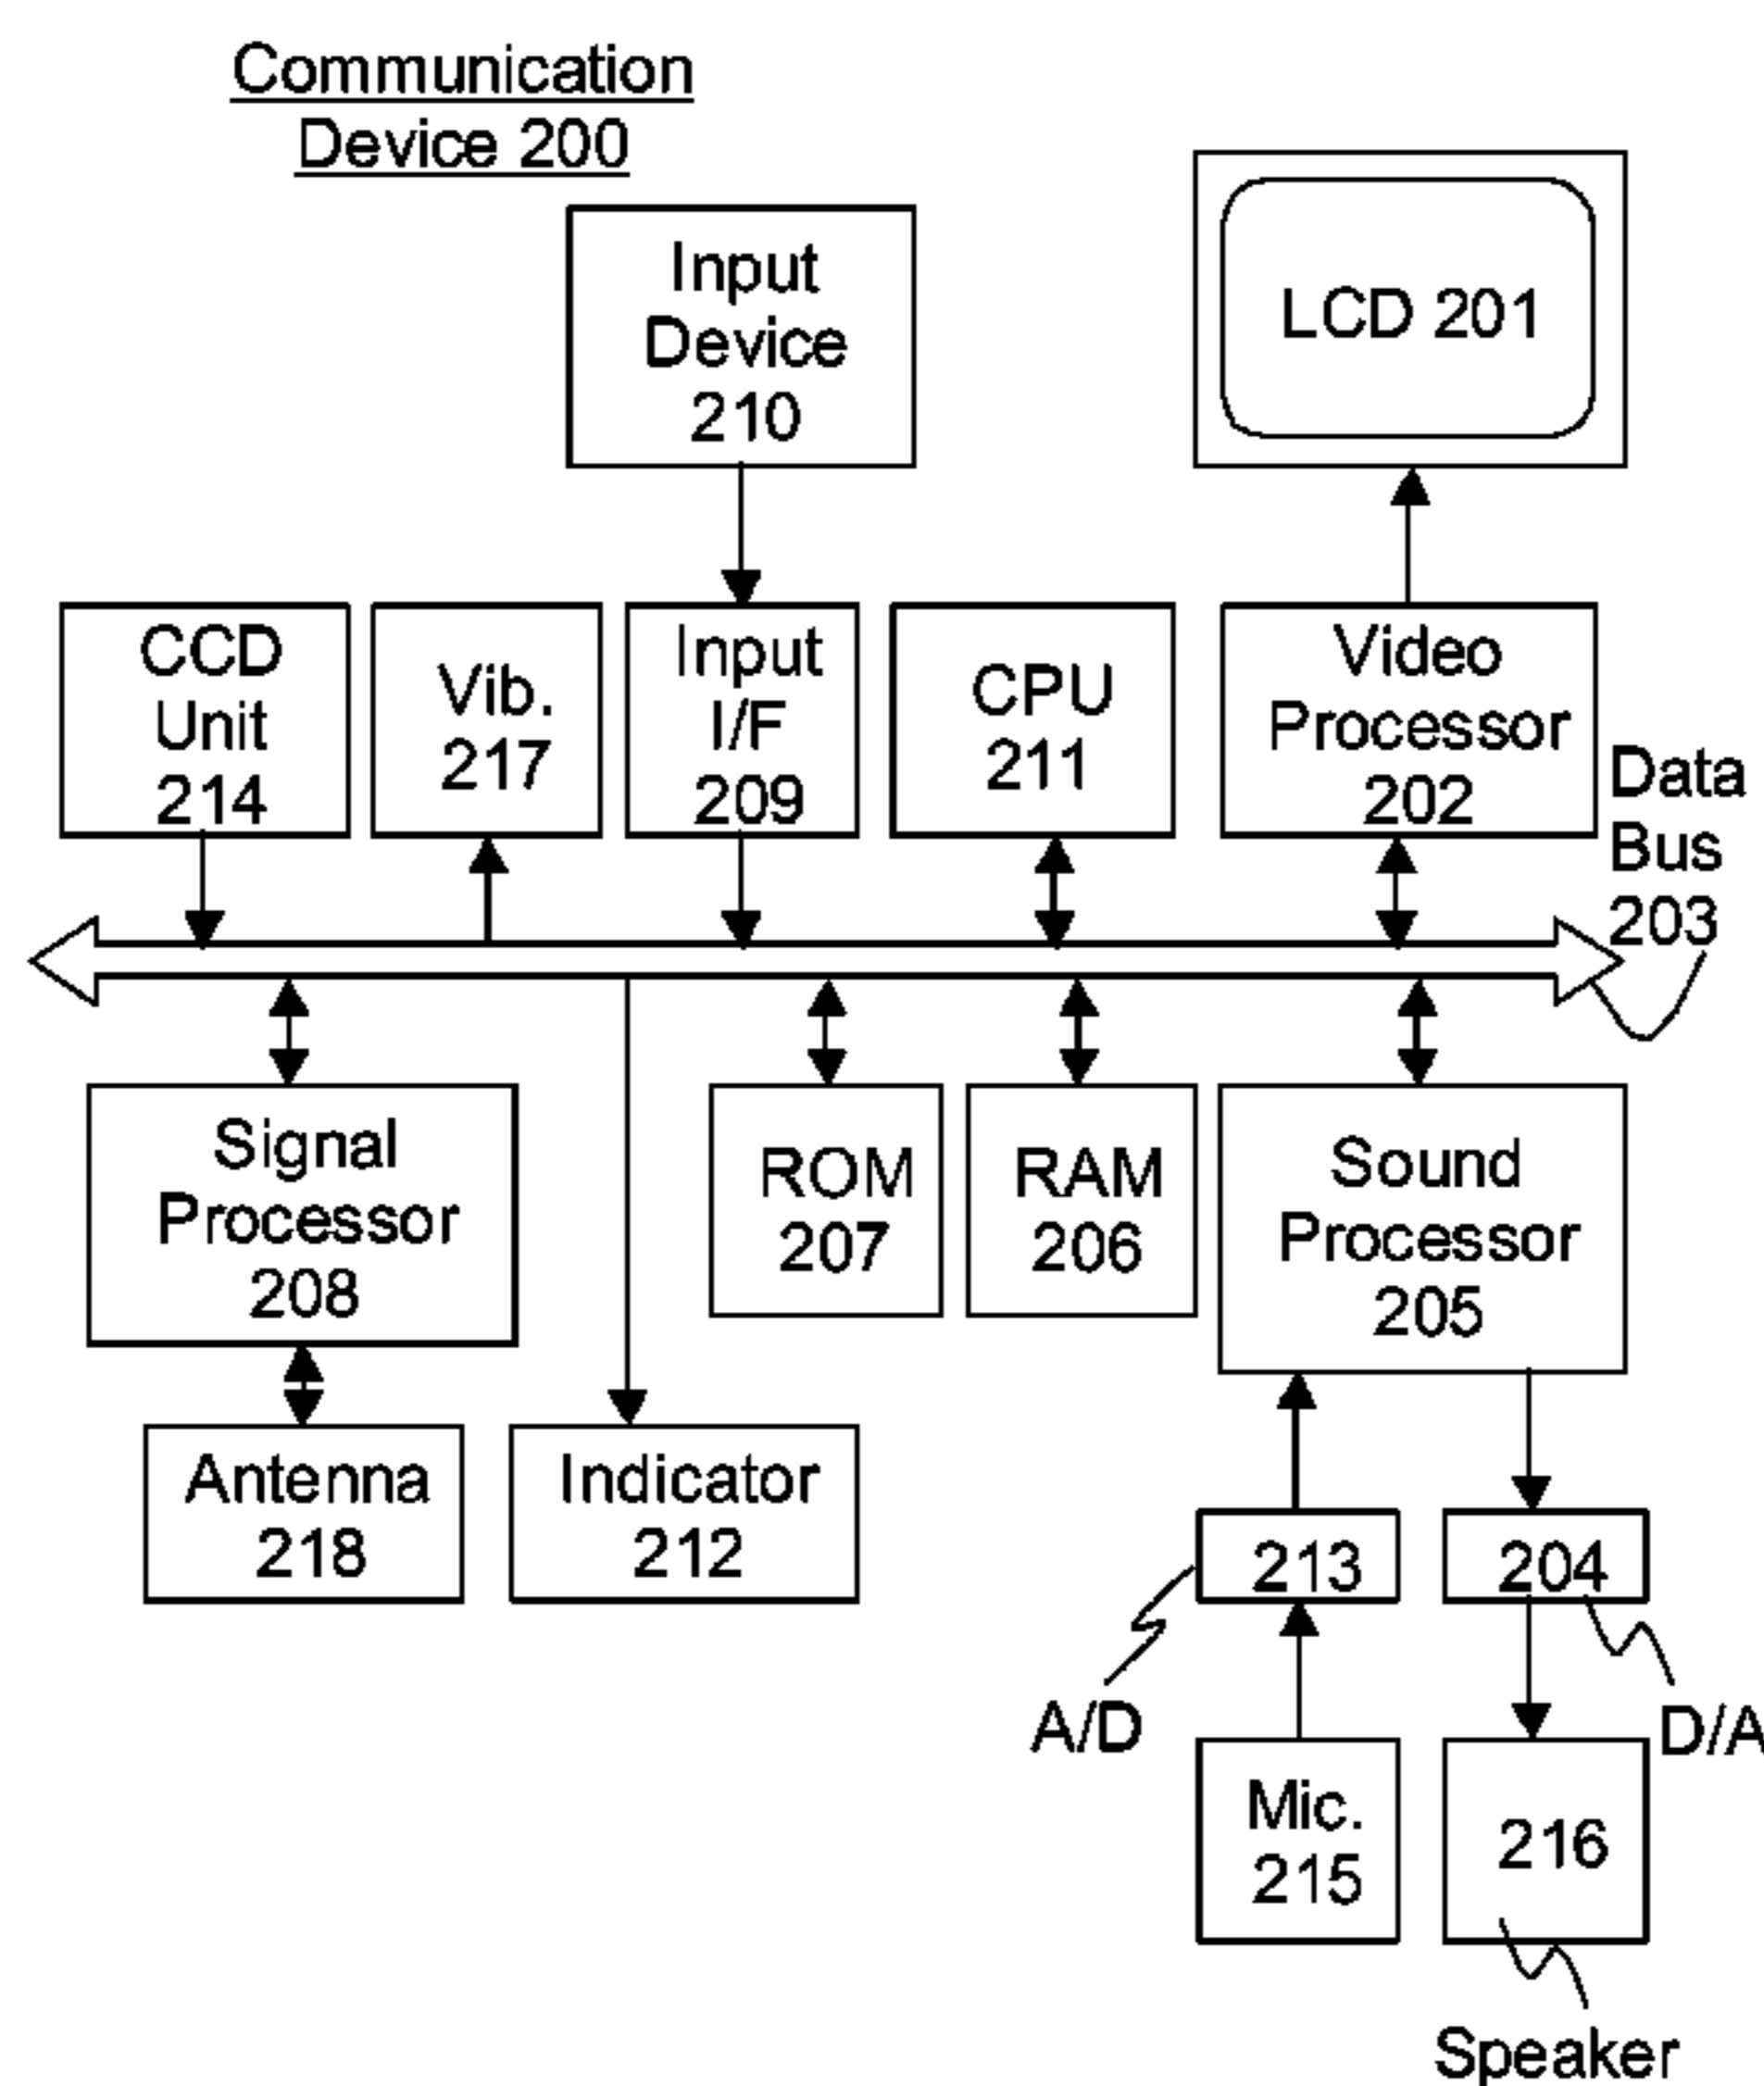 Communication
Device 200
Input
Device
210
LCD 201
CCD
Unit
214
Vib.
217
Input
I/F
209
CPU
211
Video
Processor
202
Data
Bus
203
Signal
Processor
208
ROM
207
RAM
206
Sound
Processor
205
Antenna
218
Indicator
212
213
204
A/D
D/A
Mic.
215
216
Speaker